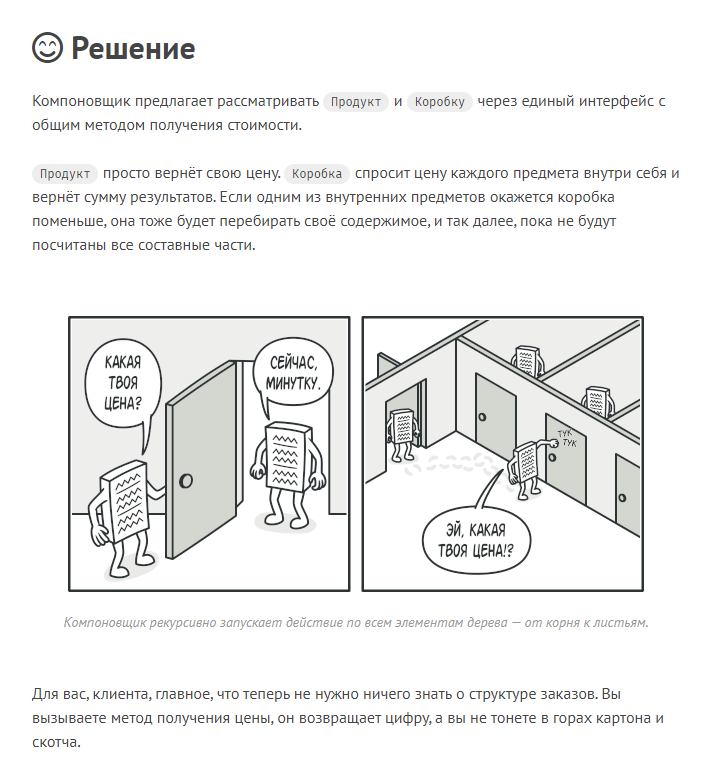 Решение
Компоновщик предлагает рассматривать Продукт и Коробку через единый интерфейс с
общим методом получения стоимости.
Продукт просто вернёт свою цену. Коробка спросит цену каждого предмета внутри себя и
вернёт сумму результатов. Если одним из внутренних предметов окажется коробка
поменьше, она тоже будет перебирать своё содержимое, и так далее, пока не будут
посчитаны все составные части.
КАКАЯ
ТВОЯ
ЦЕНА?
СЕЙЧАС,
МИНУТКУ.
ТУК
ТУК
ЭЙ, КАКАЯ
ТВОЯ ЦЕНА!?
Компоновщик рекурсивно запускает действие по всем элементам дерева — от корня к листьям.
Для вас, клиента, главное, что теперь не нужно ничего знать о структуре заказов. Вы
вызываете метод получения цены, он возвращает цифру, а вы не тонете в горах картона и
скотча.